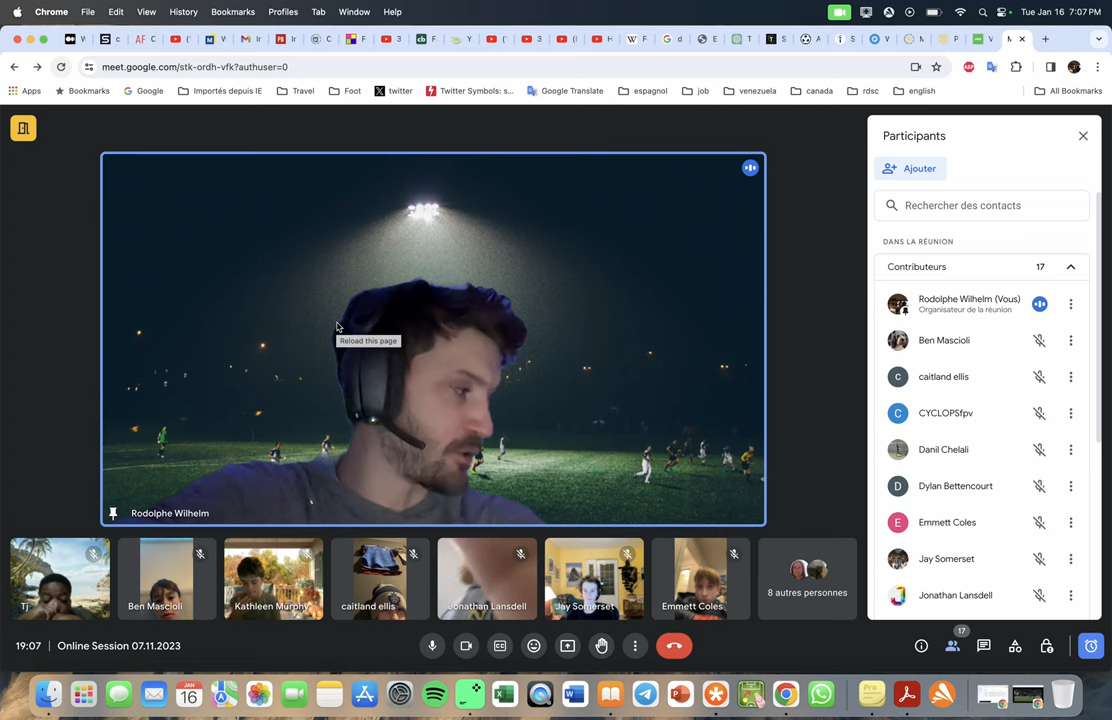 Chrome File Edit View History Bookmarks Profiles Tab Window Help Tue Jan 16 7:07 PM
meet.google.com/stk-ordh-vfk?authuser=0
Apps Bookmarks Google Importés depuis IE Travel Foot twitter Twitter Symbols: s... Google Translate espagnol job venezuela canada rdsc english All Bookmarks
Reload this page
Rodolphe Wilhelm
Tj
Ben Mascioli
Kathleen Murphy
caitland ellis
Jonathan Lansdell
Jay Somerset
Emmett Coles
8 autres personnes
Participants
Ajouter
Rechercher des contacts
DANS LA RÉUNION
Contributeurs 17
Rodolphe Wilhelm (Vous)
Organisateur de la réunion
Ben Mascioli
c caitland ellis
C CYCLOPSfpv
Danil Chelali
D Dylan Bettencourt
E Emmett Coles
Jay Somerset
Jonathan Lansdell
19:07 Online Session 07.11.2023
17
JAN
16